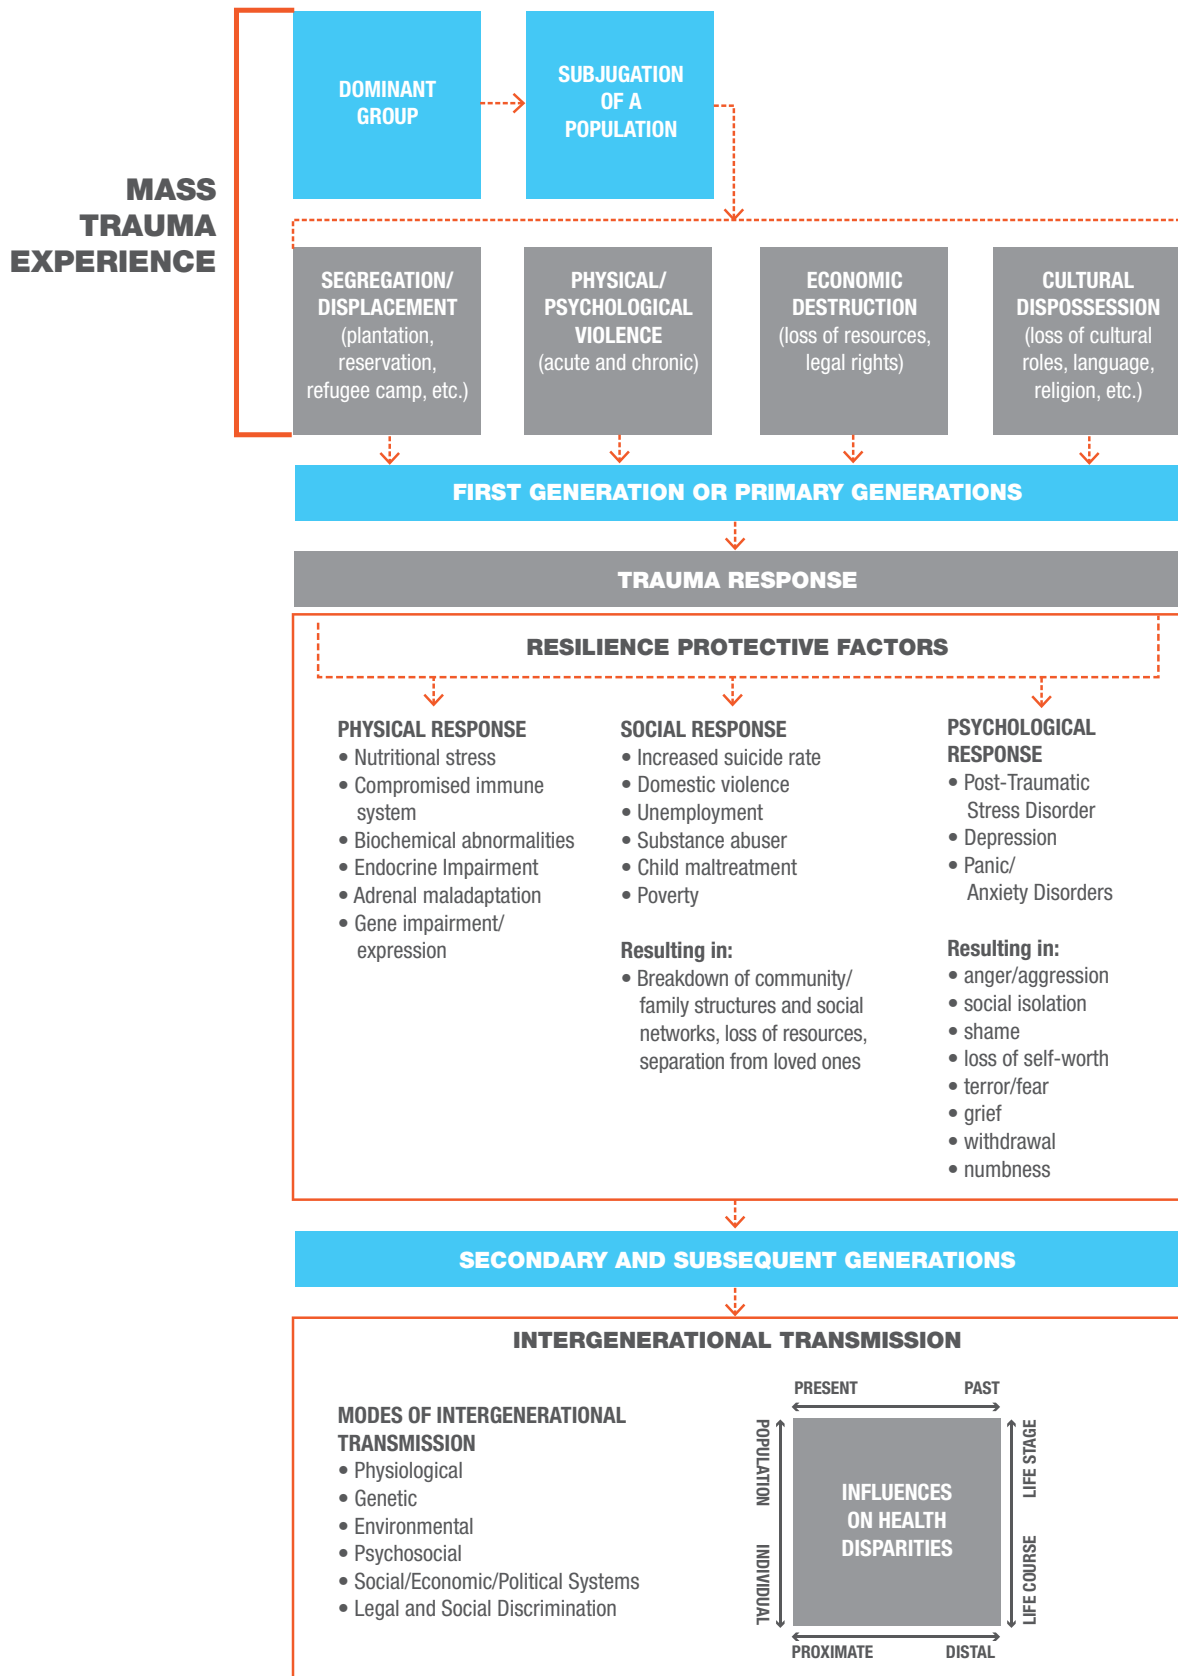 MASS
TRAUMA
EXPERIENCE
DOMINANT
GROUP
SUBJUGATION
OF A
POPULATION
SEGREGATION/
DISPLACEMENT
(plantation,
reservation,
refugee camp, etc.)
PHYSICAL/
PSYCHOLOGICAL
VIOLENCE
(acute and chronic)
ECONOMIC
DESTRUCTION
(loss of resources,
legal rights)
CULTURAL
DISPOSSESSION
(loss of cultural
roles, language,
religion, etc.)
FIRST GENERATION OR PRIMARY GENERATIONS
TRAUMA RESPONSE
RESILIENCE PROTECTIVE FACTORS
PHYSICAL RESPONSE
• Nutritional stress
• Compromised immune
system
• Biochemical abnormalities
• Endocrine Impairment
• Adrenal maladaptation
• Gene impairment/
expression
SOCIAL RESPONSE
• Increased suicide rate
• Domestic violence
• Unemployment
• Substance abuser
• Child maltreatment
• Poverty
Resulting in:
• Breakdown of community/
family structures and social
networks, loss of resources,
separation from loved ones
PSYCHOLOGICAL
RESPONSE
• Post-Traumatic
Stress Disorder
• Depression
• Panic/
Anxiety Disorders
Resulting in:
• anger/aggression
• social isolation
• shame
• loss of self-worth
• terror/fear
• grief
• withdrawal
• numbness
SECONDARY AND SUBSEQUENT GENERATIONS
INTERGENERATIONAL TRANSMISSION
MODES OF INTERGENERATIONAL
TRANSMISSION
• Physiological
• Genetic
• Environmental
• Psychosocial
• Social/Economic/Political Systems
• Legal and Social Discrimination
PRESENT PAST
POPULATION
INDIVIDUAL
INFLUENCES
ON HEALTH
DISPARITIES
LIFE STAGE
LIFE COURSE
PROXIMATE DISTAL